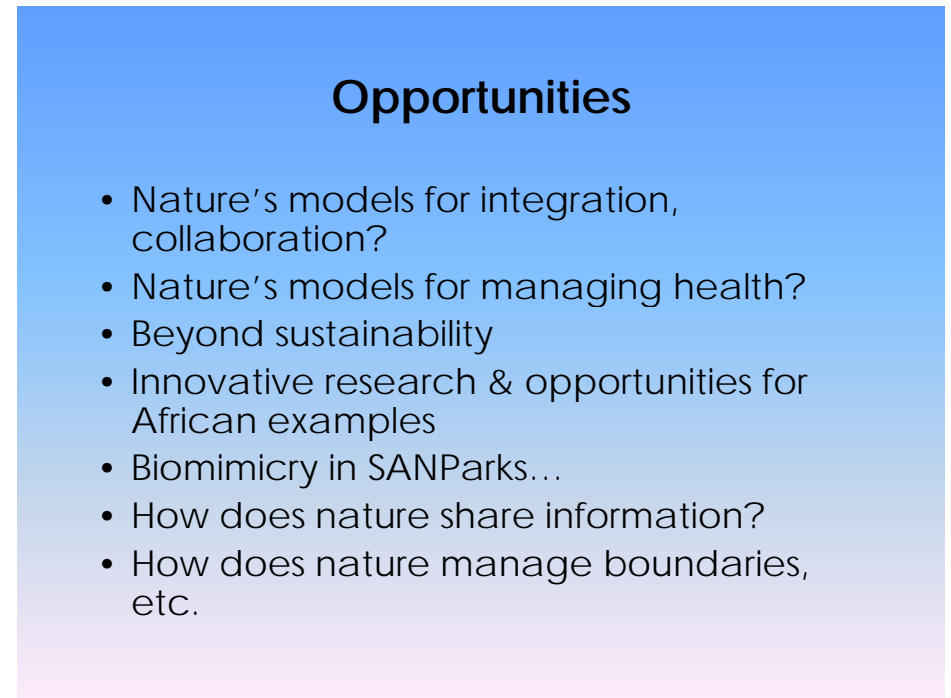 Opportunities
• Nature's models for integration,
collaboration?
• Nature's models for managing health?
• Beyond sustainability
• Innovative research & opportunities for
African examples
• Biomimicry in SANParks…
• How does nature share information?
• How does nature manage boundaries,
etc.